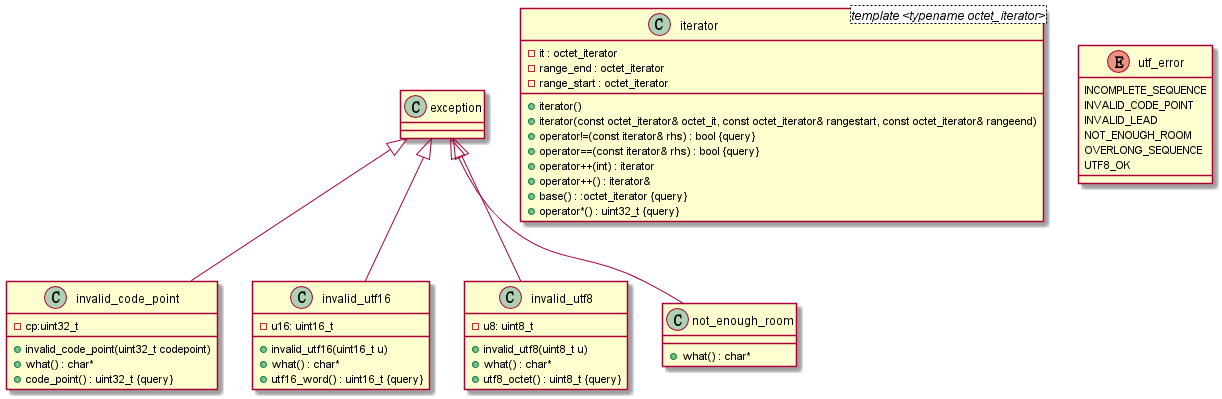 template <typename octet_iterator>
C iterator
it : octet_iterator
range_end : octet_iterator
range_start : octet_iterator
iterator()
iterator(const octet_iterator& octet_it, const octet_iterator& rangestart, const octet_iterator& rangeend)
operator!=(const iterator& rhs) : bool {query}
operator==(const iterator& rhs) : bool {query}
operator++(int) : iterator
operator++() : iterator&
base() : :octet_iterator {query}
operator*() : uint32_t {query}
E utf_error
INCOMPLETE_SEQUENCE
INVALID_CODE_POINT
INVALID_LEAD
NOT_ENOUGH_ROOM
OVERLONG_SEQUENCE
UTF8_OK
C exception
C invalid_code_point
cp:uint32_t
invalid_code_point(uint32_t codepoint)
what() : char*
code_point() : uint32_t {query}
C invalid_utf16
u16: uint16_t
invalid_utf16(uint16_t u)
what() : char*
utf16_word() : uint16_t {query}
C invalid_utf8
u8: uint8_t
invalid_utf8(uint8_t u)
what() : char*
utf8_octet() : uint8_t {query}
C not_enough_room
what() : char*